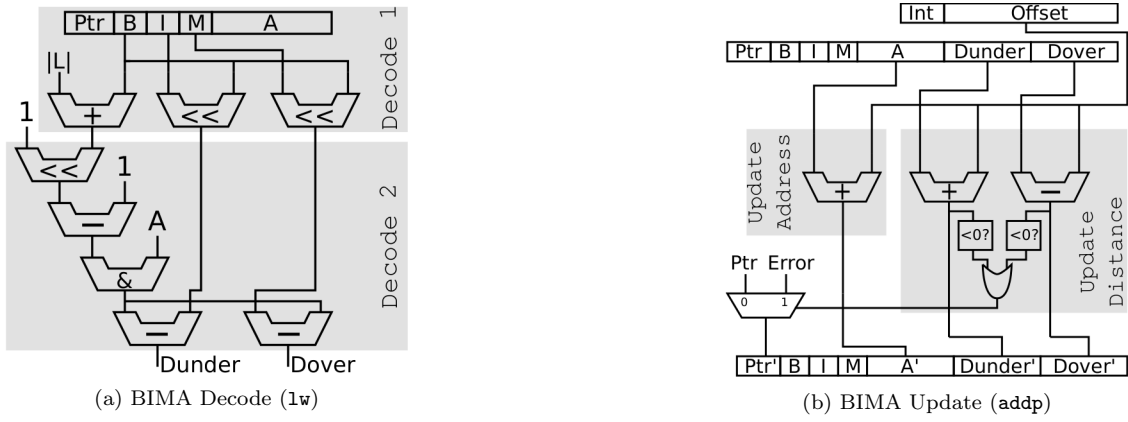 Ptr B I M A
Decode 1
|L|
+ << <<
1
<<
1
−
A
&
Decode 2
− −
Dunder Dover
(a) BIMA Decode (lw)
Int Offset
Ptr B I M A Dunder Dover
Update
Address
+ + −
<0? <0?
Update
Distance
Ptr Error
0 1
Ptr' B I M A' Dunder' Dover'
(b) BIMA Update (addp)